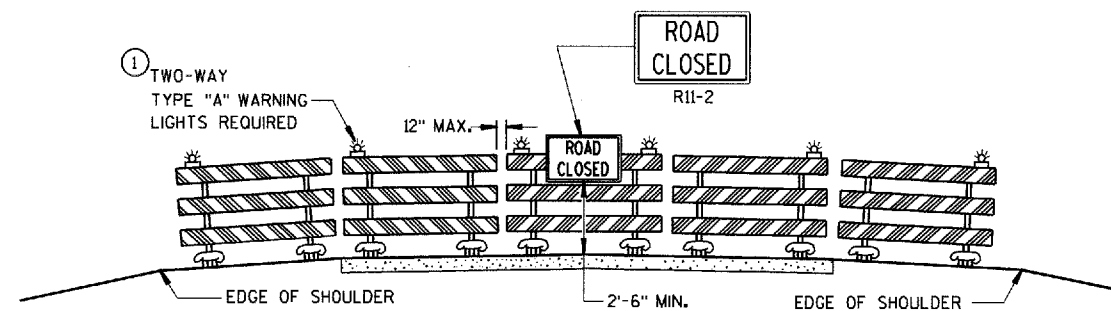 ROAD
CLOSED
R11-2
1
TWO-WAY
TYPE "A" WARNING
LIGHTS REQUIRED
12" MAX.
ROAD
CLOSED
EDGE OF SHOULDER
2'-6" MIN.
EDGE OF SHOULDER